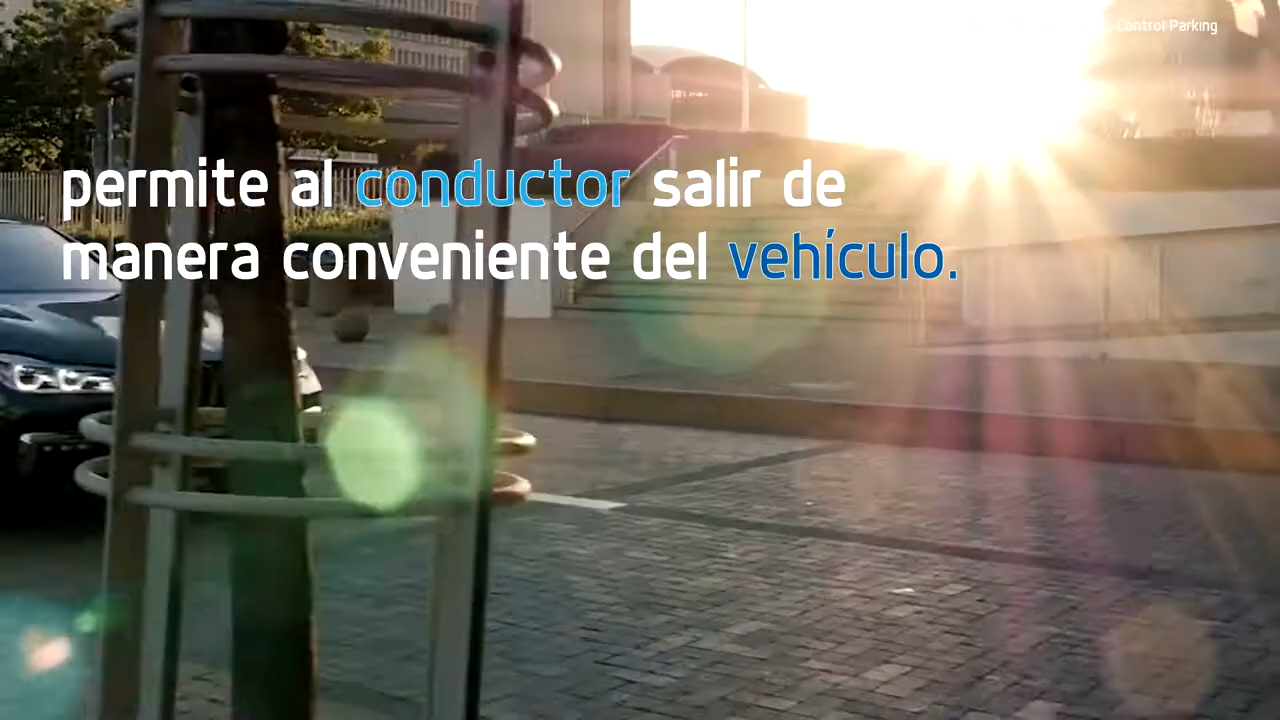 Control Parking
permite al conductor salir de
manera conveniente del vehículo.